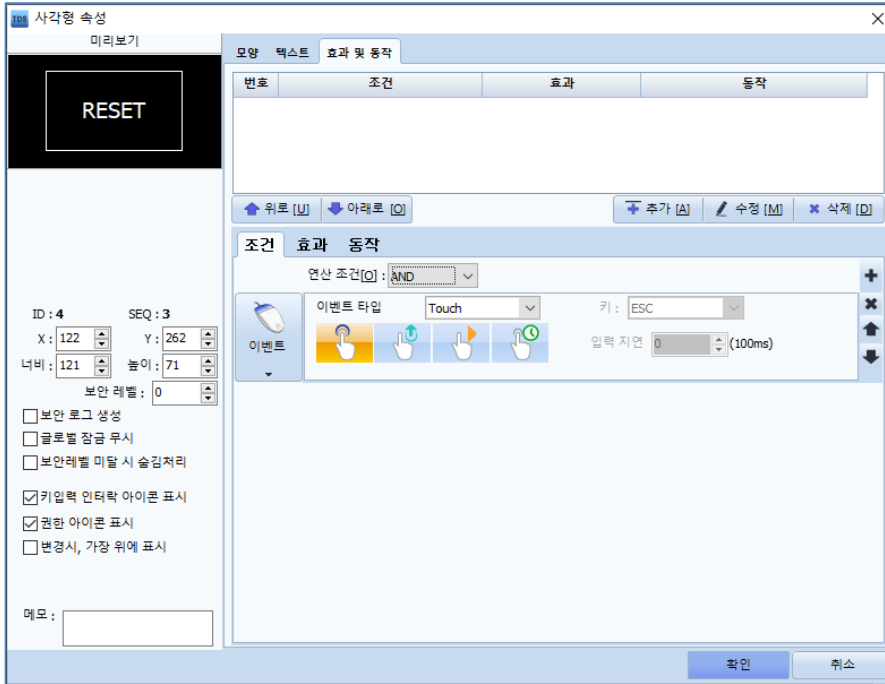 TDS 사각형 속성
미리보기
RESET
ID : 4 SEQ : 3
X : 122 Y : 262
너비 : 121 높이 : 71
보안 레벨 : 0
보안 로그 생성
글로벌 잠금 무시
보안레벨 미달 시 숨김처리
키입력 인터락 아이콘 표시
권한 아이콘 표시
변경시, 가장 위에 표시
메모 :
모양 텍스트 효과 및 동작
번호 조건 효과 동작
위로 [U] 아래로 [O] 추가 [A] 수정 [M] 삭제 [D]
조건 효과 동작
연산 조건[O] : AND
이벤트 타입 Touch 키 : ESC
이벤트
입력 지연 0 (100ms)
확인 취소